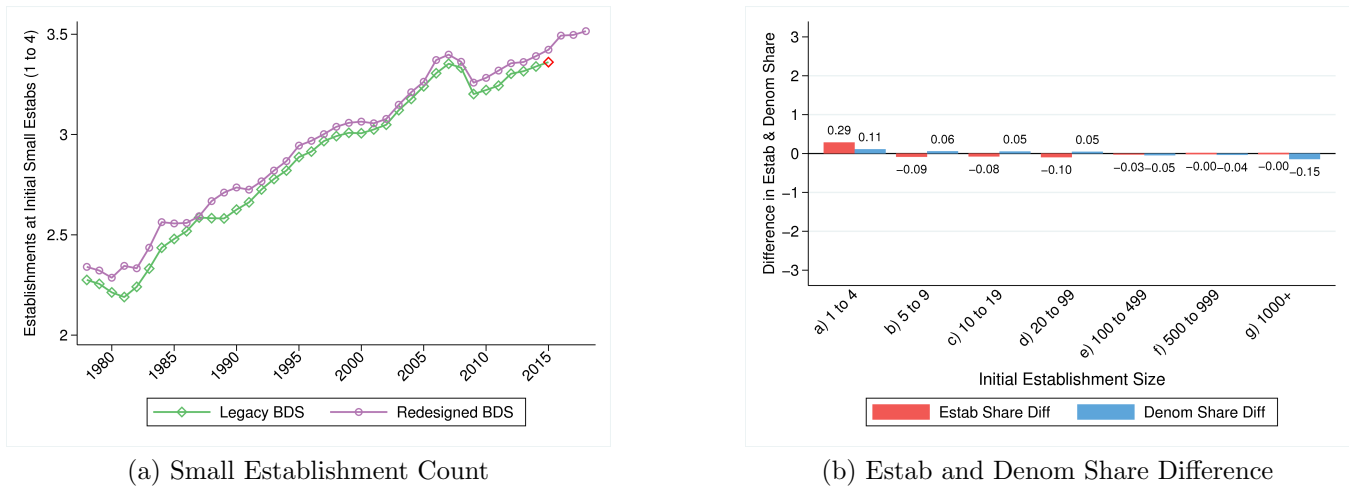 Establishments at Initial Small Estabs (1 to 4)
3.5
3
2.5
2
1980
1985
1990
1995
2000
2005
2010
2015
Legacy BDS
Redesigned BDS
(a) Small Establishment Count
Difference in Estab & Denom Share
3
2
1
0
−1
−2
−3
0.29
0.11
−0.09
0.06
−0.08
0.05
−0.10
0.05
−0.03
−0.05
−0.00
−0.04
−0.00
−0.15
a) 1 to 4
b) 5 to 9
c) 10 to 19
d) 20 to 99
e) 100 to 499
f) 500 to 999
g) 1000+
Initial Establishment Size
Estab Share Diff
Denom Share Diff
(b) Estab and Denom Share Difference